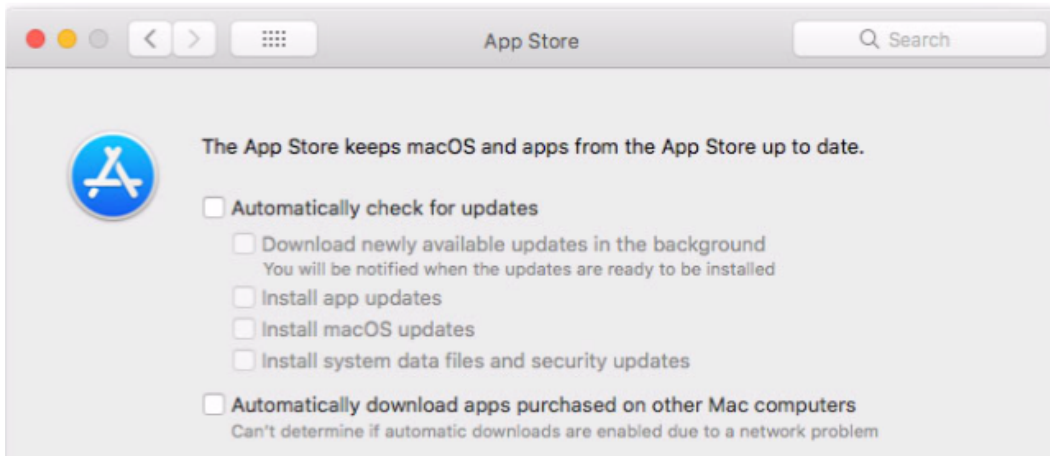 App Store
Search
The App Store keeps macOS and apps from the App Store up to date.
Automatically check for updates
Download newly available updates in the background
You will be notified when the updates are ready to be installed
Install app updates
Install macOS updates
Install system data files and security updates
Automatically download apps purchased on other Mac computers
Can't determine if automatic downloads are enabled due to a network problem